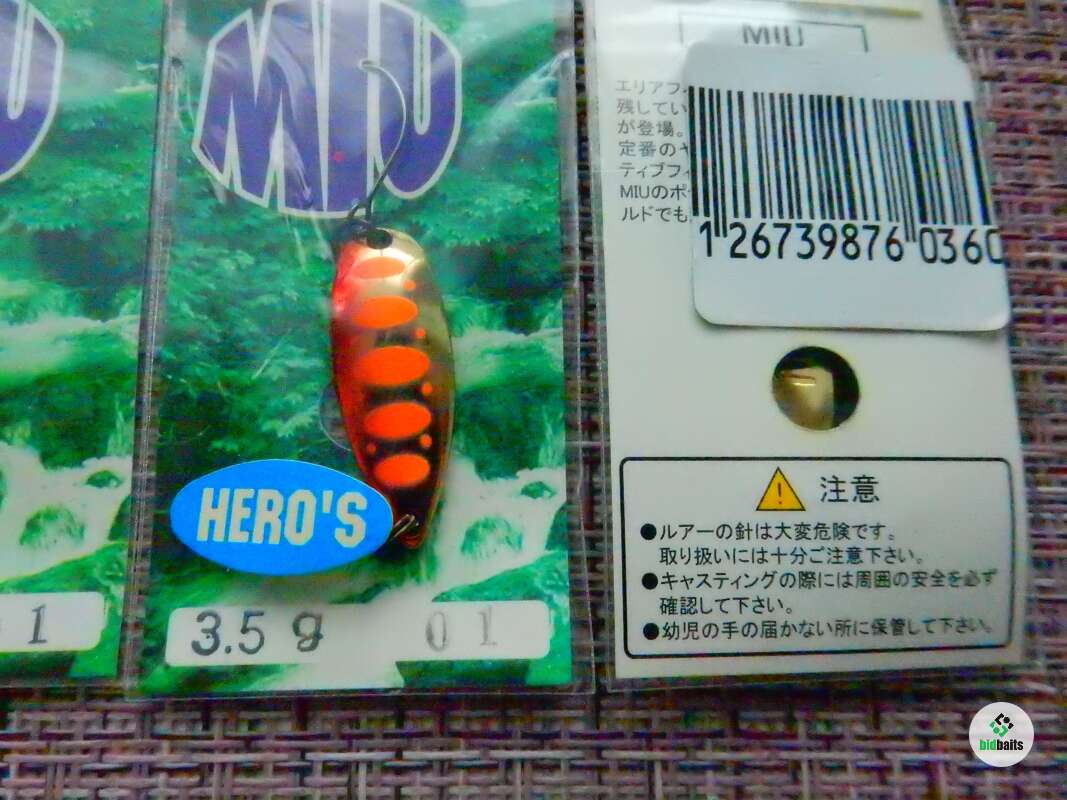 MIU
HERO'S
3.5g 01
1
MIU
エリアフィ
残してい
が登場。
定番のヤ
ティブフィ
MIUのポ
ルドでも
1 26739876 0360
注意
●ルアーの針は大変危険です。
取り扱いには十分ご注意下さい。
●キャスティングの際には周囲の安全を必ず
確認して下さい。
●幼児の手の届かない所に保管して下さい。
bidbaits